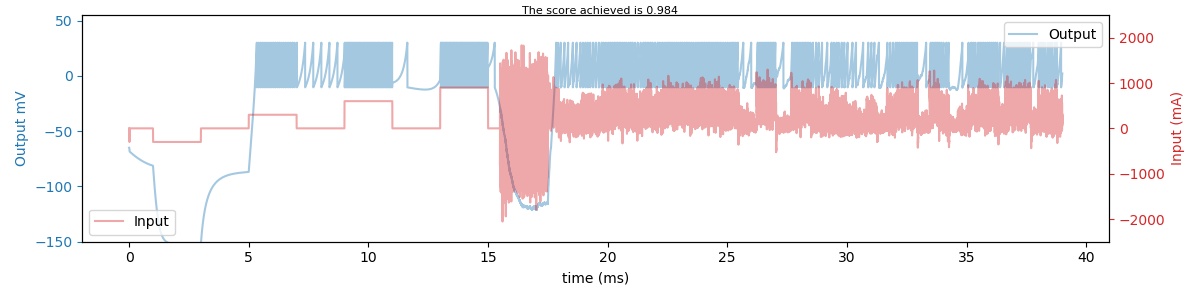 The score achieved is 0.984
50
0
−50
−100
−150
Output mV
Output
Input
2000
1000
0
−1000
−2000
Input (mA)
0 5 10 15 20 25 30 35 40
time (ms)